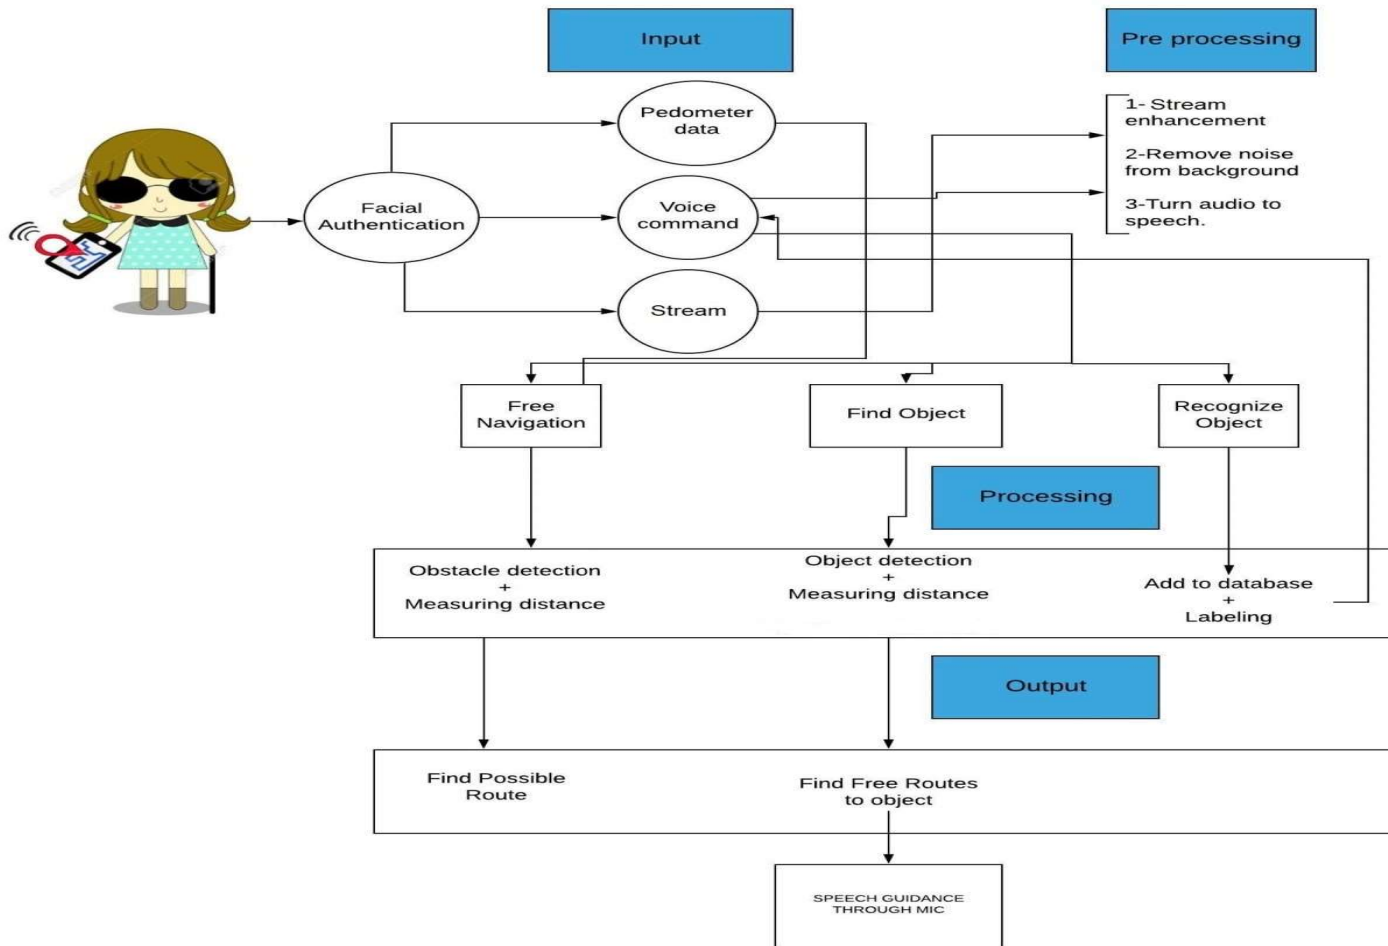 Input
Pre processing
Pedometer
data
1- Stream
enhancement
2-Remove noise
from background
3-Turn audio to
speech.
Facial
Authentication
Voice
command
Stream
Free
Navigation
Find Object
Recognize
Object
Processing
Obstacle detection
+
Measuring distance
Object detection
+
Measuring distance
Add to database
+
Labeling
Output
Find Possible
Route
Find Free Routes
to object
SPEECH GUIDANCE
THROUGH MIC